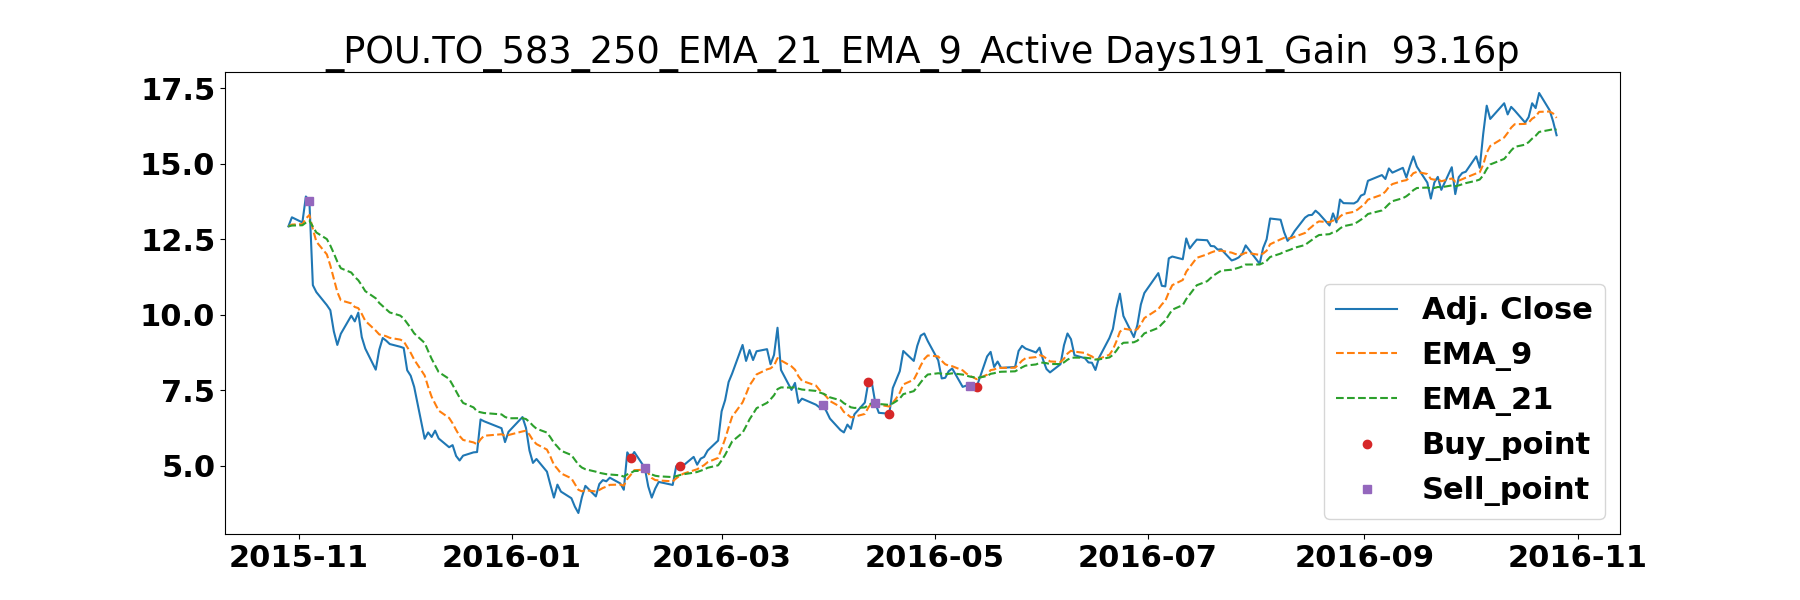 _POU.TO_583_250_EMA_21_EMA_9_Active Days191_Gain  93.16p
17.5
15.0
12.5
10.0
7.5
5.0
Adj. Close
EMA_9
EMA_21
Buy_point
Sell_point
2015-11 2016-01 2016-03 2016-05 2016-07 2016-09 2016-11